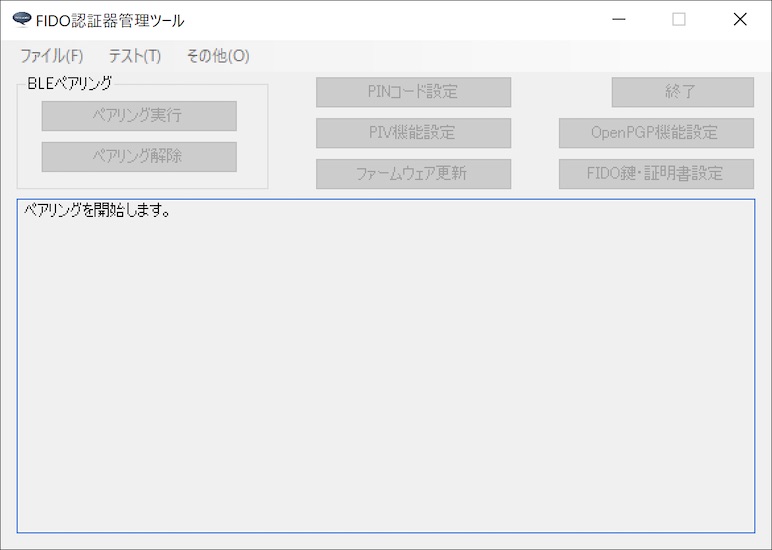 FIDO認証器管理ツール
ファイル(F) テスト(T) その他(O)
BLEペアリング
ペアリング実行
ペアリング解除
PINコード設定
PIV機能設定
ファームウェア更新
終了
OpenPGP機能設定
FIDO鍵・証明書設定
ペアリングを開始します。